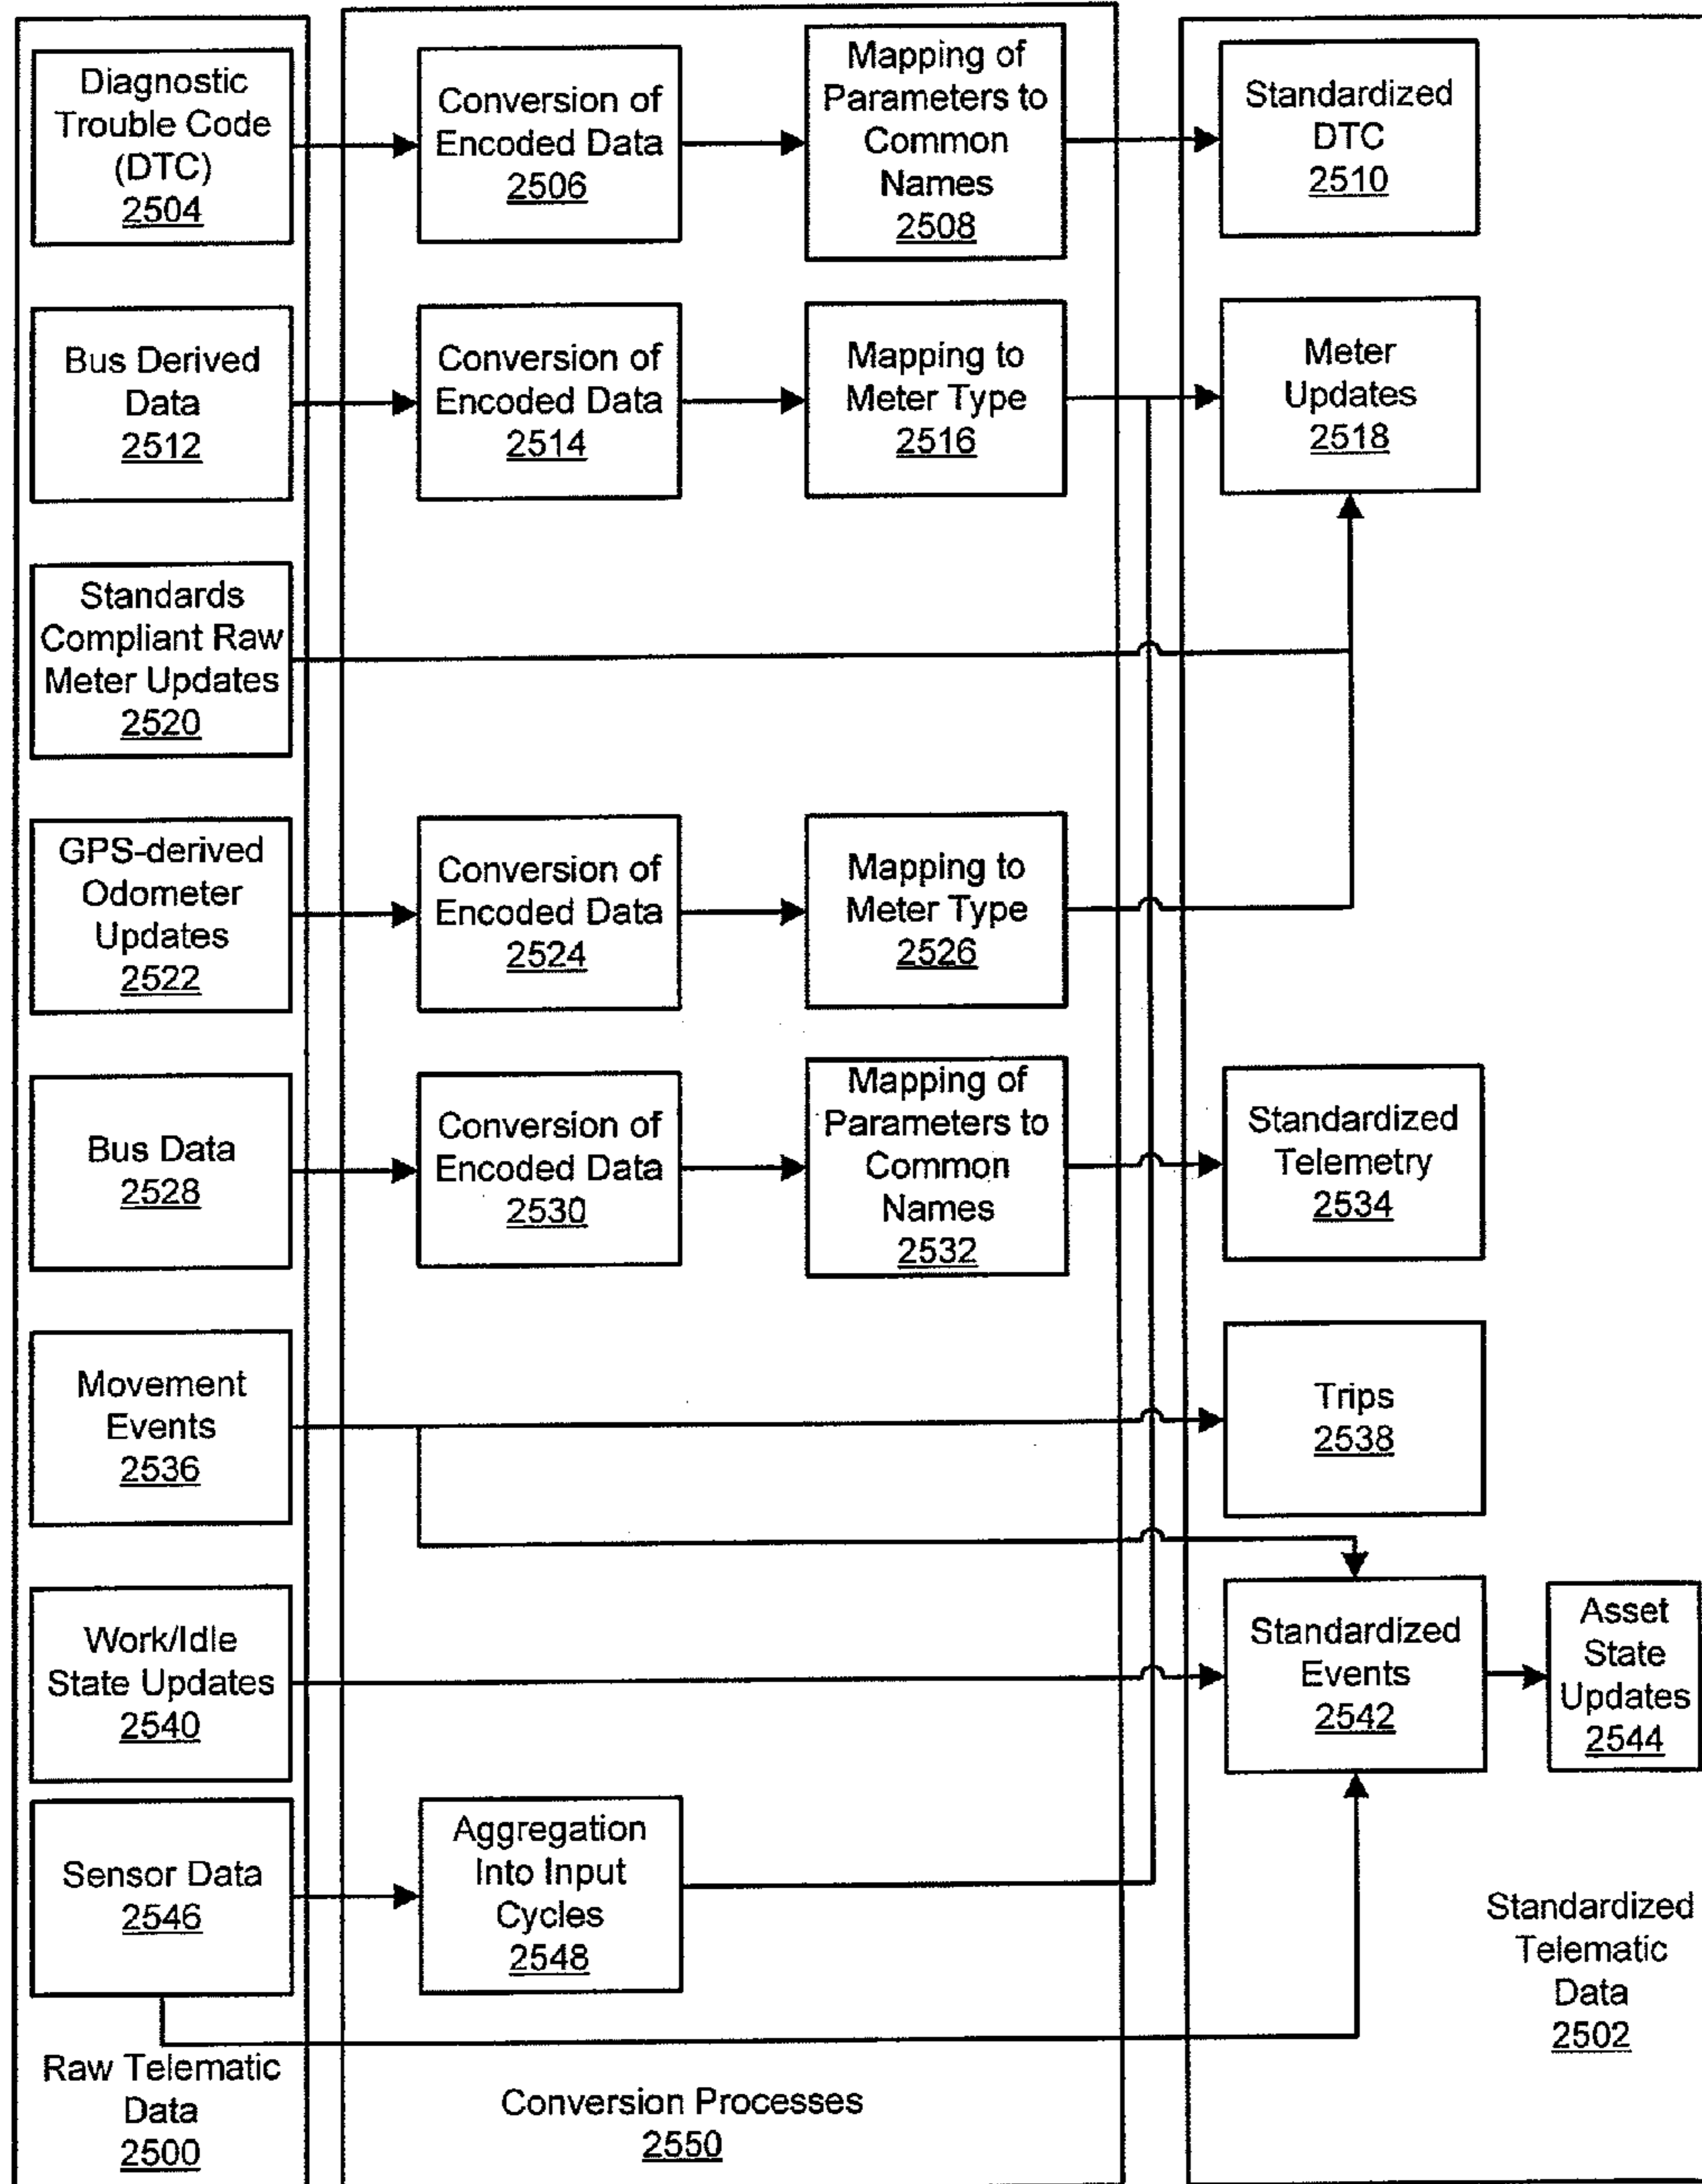 Diagnostic
Trouble Code
(DTC)
2504
Conversion of
Encoded Data
2506
Mapping of
Parameters to
Common
Names
2508
Standardized
DTC
2510
Bus Derived
Data
2512
Conversion of
Encoded Data
2514
Mapping to
Meter Type
2516
Meter
Updates
2518
Standards
Compliant Raw
Meter Updates
2520
GPS-derived
Odometer
Updates
2522
Conversion of
Encoded Data
2524
Mapping to
Meter Type
2526
Bus Data
2528
Conversion of
Encoded Data
2530
Mapping of
Parameters to
Common
Names
2532
Standardized
Telemetry
2534
Movement
Events
2536
Trips
2538
Work/Idle
State Updates
2540
Standardized
Events
2542
Asset
State
Updates
2544
Sensor Data
2546
Aggregation
Into Input
Cycles
2548
Standardized
Telematic
Data
2502
Raw Telematic
Data
2500
Conversion Processes
2550